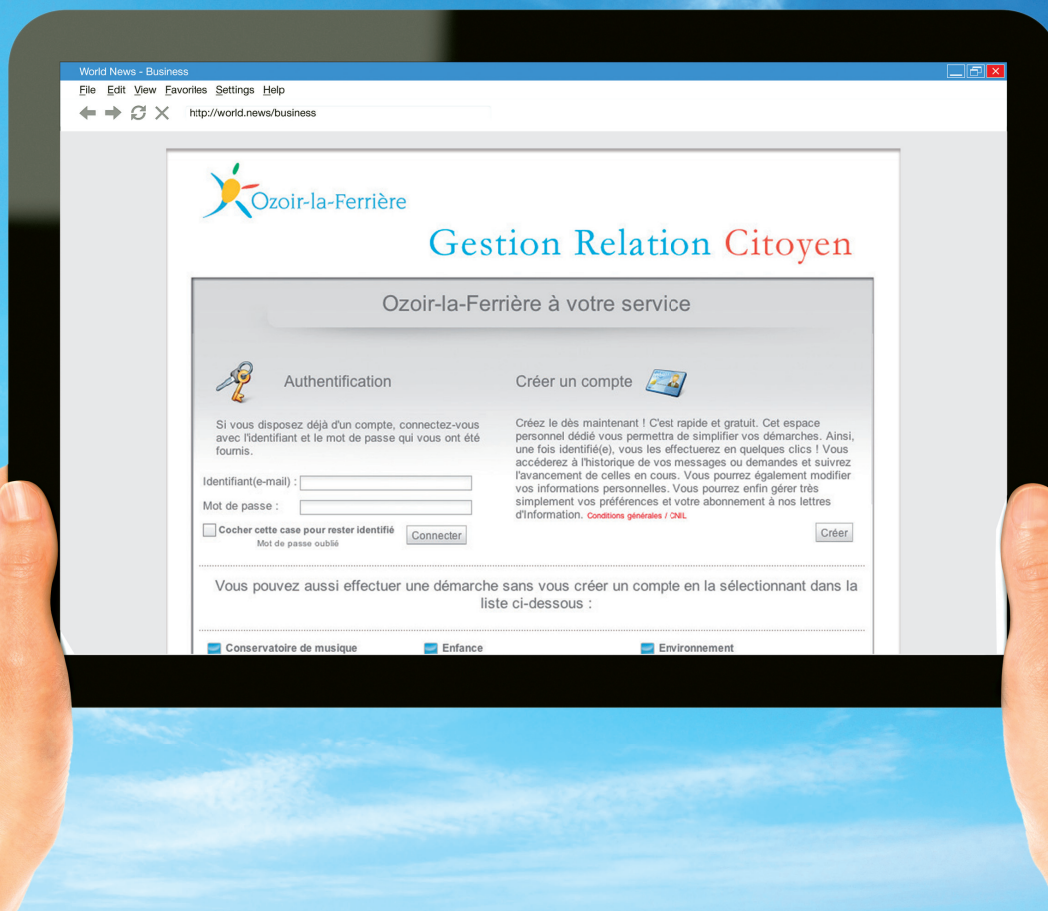 World News - Business
File Edit View Favorites Settings Help
http://world.news/business
Ozoir-la-Ferrière
Gestion Relation Citoyen
Ozoir-la-Ferrière à votre service
Authentification
Si vous disposez déjà d'un compte, connectez-vous
avec l'identifiant et le mot de passe qui vous ont été
fournis.
Identifiant(e-mail) :
Mot de passe :
Cocher cette case pour rester identifié
Mot de passe oublié
Connecter
Créer un compte
Créez le dès maintenant ! C'est rapide et gratuit. Cet espace
personnel dédié vous permettra de simplifier vos démarches. Ainsi,
une fois identifié(e), vous les effectuerez en quelques clics ! Vous
accéderez à l'historique de vos messages ou demandes et suivrez
l'avancement de celles en cours. Vous pourrez également modifier
vos informations personnelles. Vous pourrez enfin gérer très
simplement vos préférences et votre abonnement à nos lettres
d'Information. Conditions générales / CNIL
Créer
Vous pouvez aussi effectuer une démarche sans vous créer un compte en la sélectionnant dans la
liste ci-dessous :
Conservatoire de musique Enfance Environnement